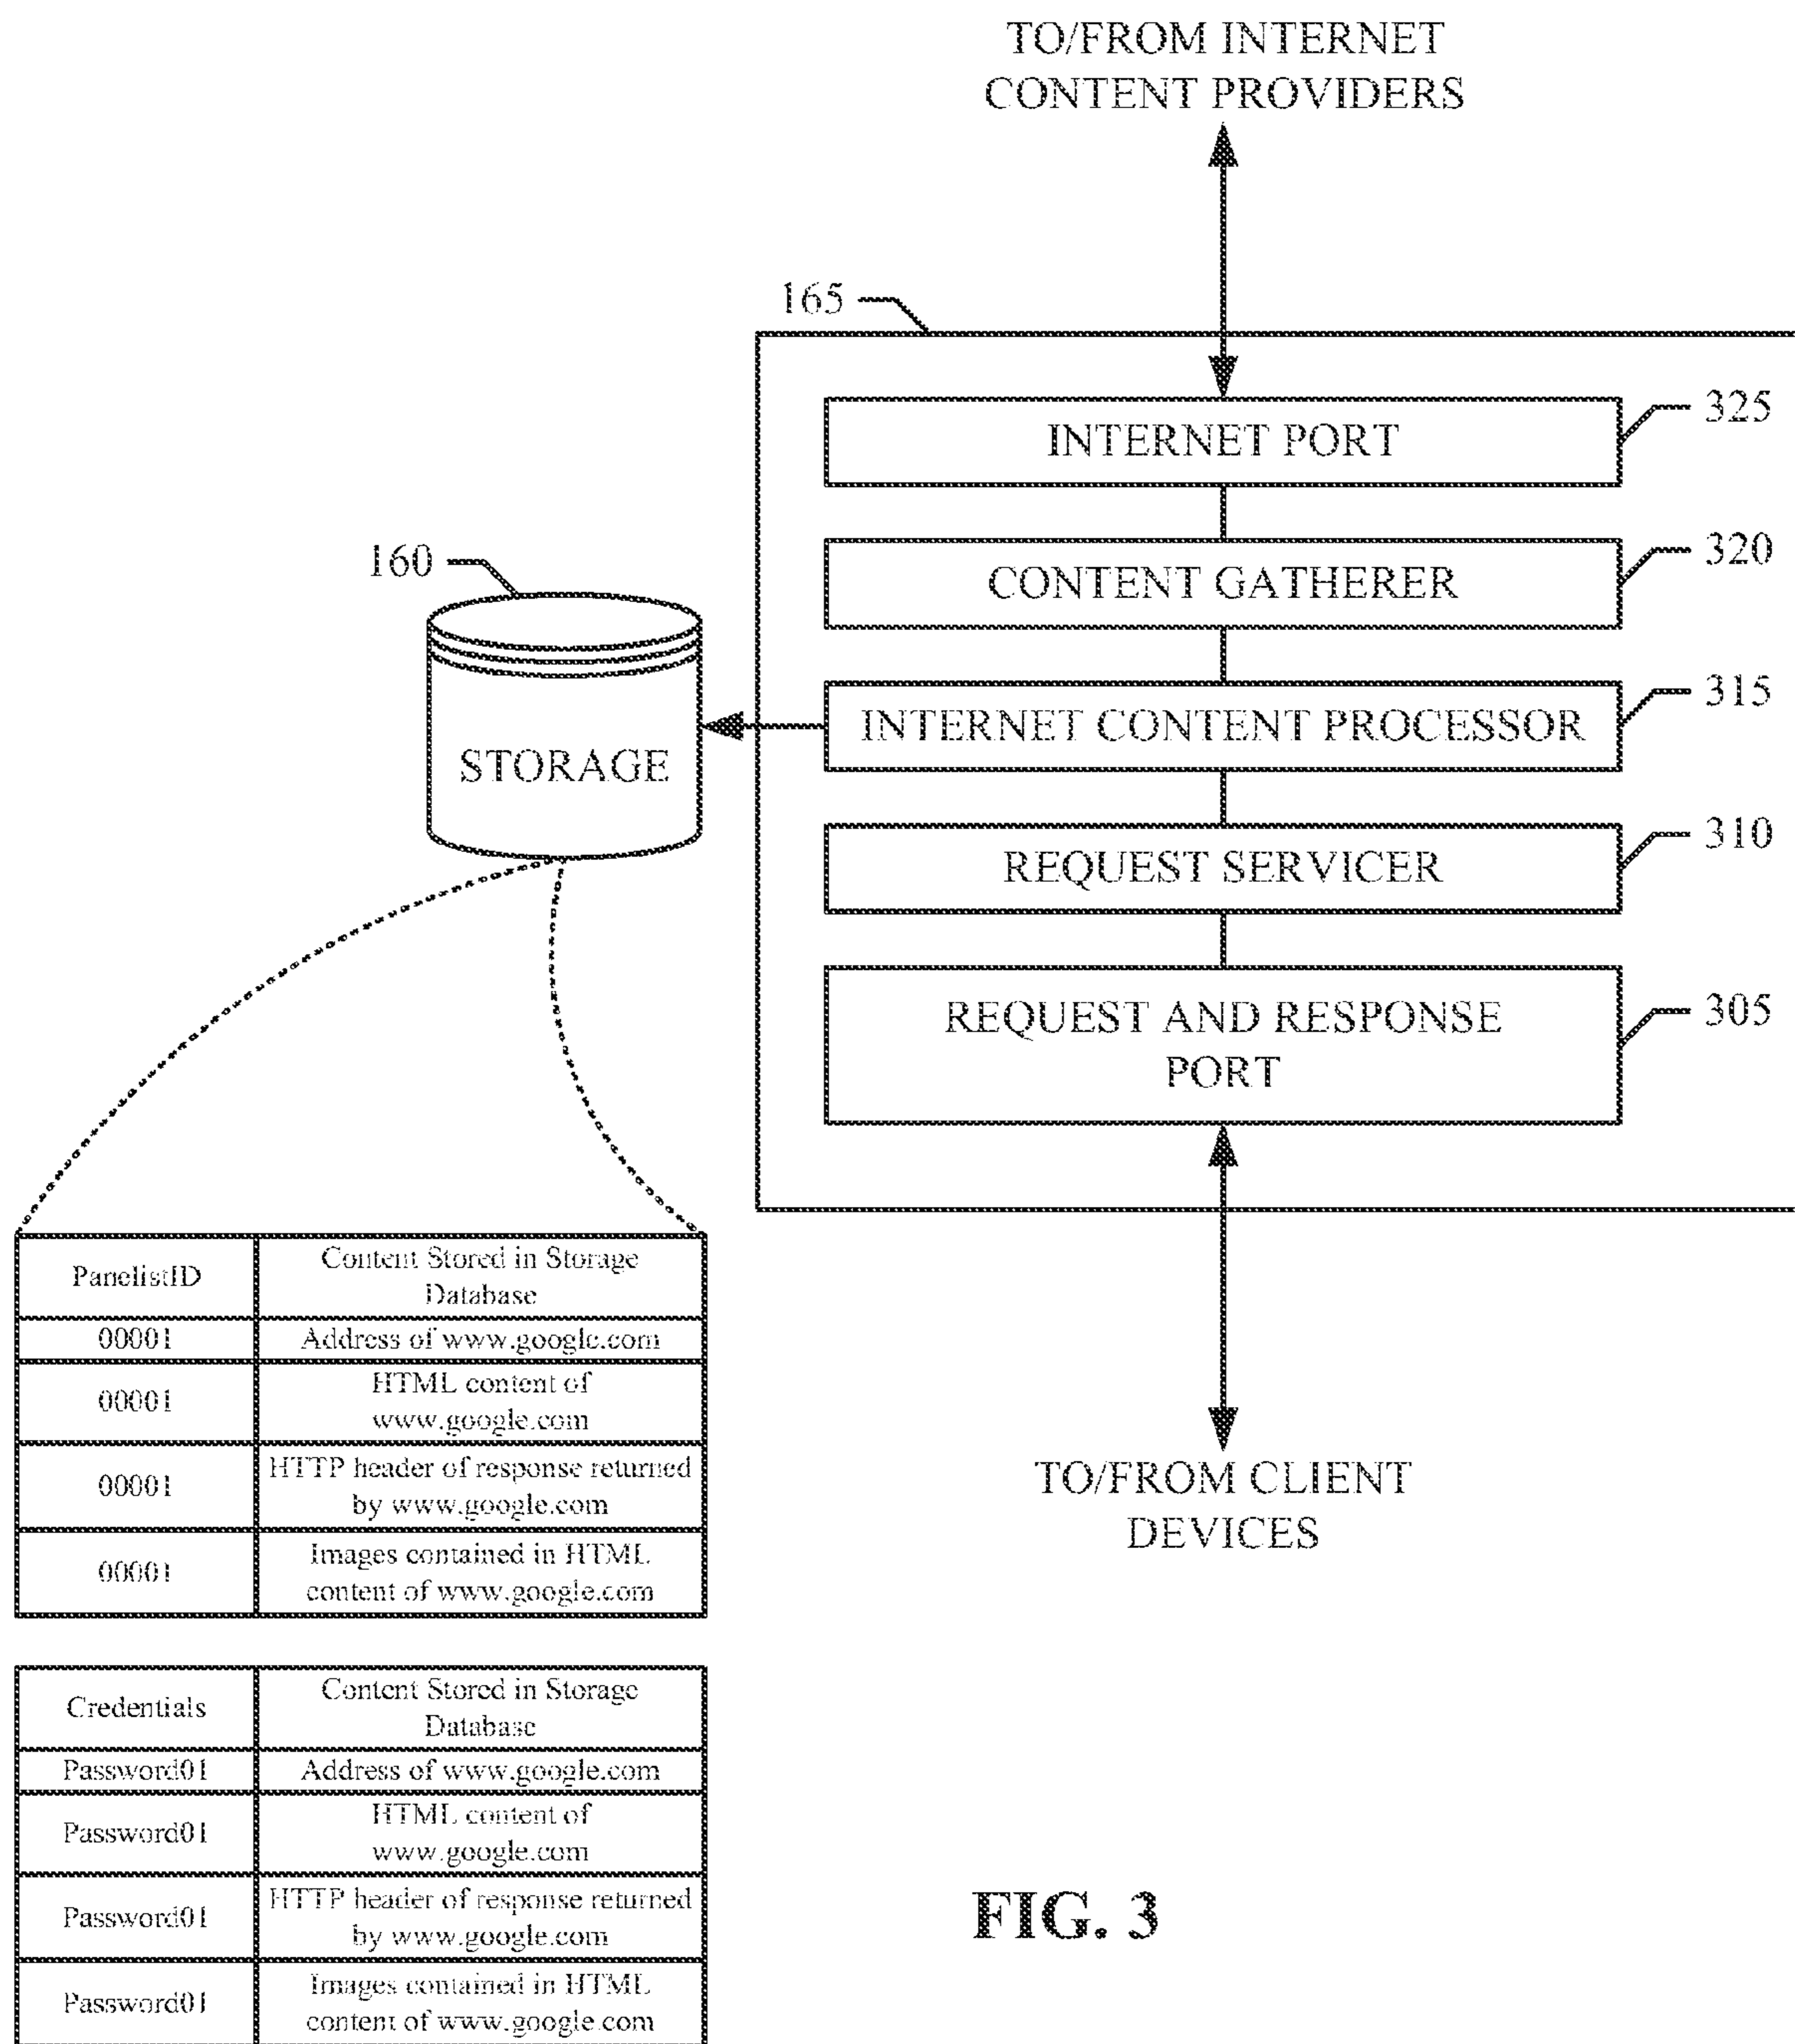 TO/FROM INTERNET
CONTENT PROVIDERS
165
INTERNET PORT
325
CONTENT GATHERER
320
160
INTERNET CONTENT PROCESSOR
315
STORAGE
REQUEST SERVICER
310
REQUEST AND RESPONSE
PORT
305
TO/FROM CLIENT
DEVICES
PanelistID
Content Stored in Storage
Database
00001
Address of www.google.com
00001
HTML content of
www.google.com
00001
HTTP header of response returned
by www.google.com
00001
Images contained in HTML
content of www.google.com
Credentials
Content Stored in Storage
Database
Password01
Address of www.google.com
Password01
HTML content of
www.google.com
Password01
HTTP header of response returned
by www.google.com
Password01
Images contained in HTML
content of www.google.com
FIG. 3